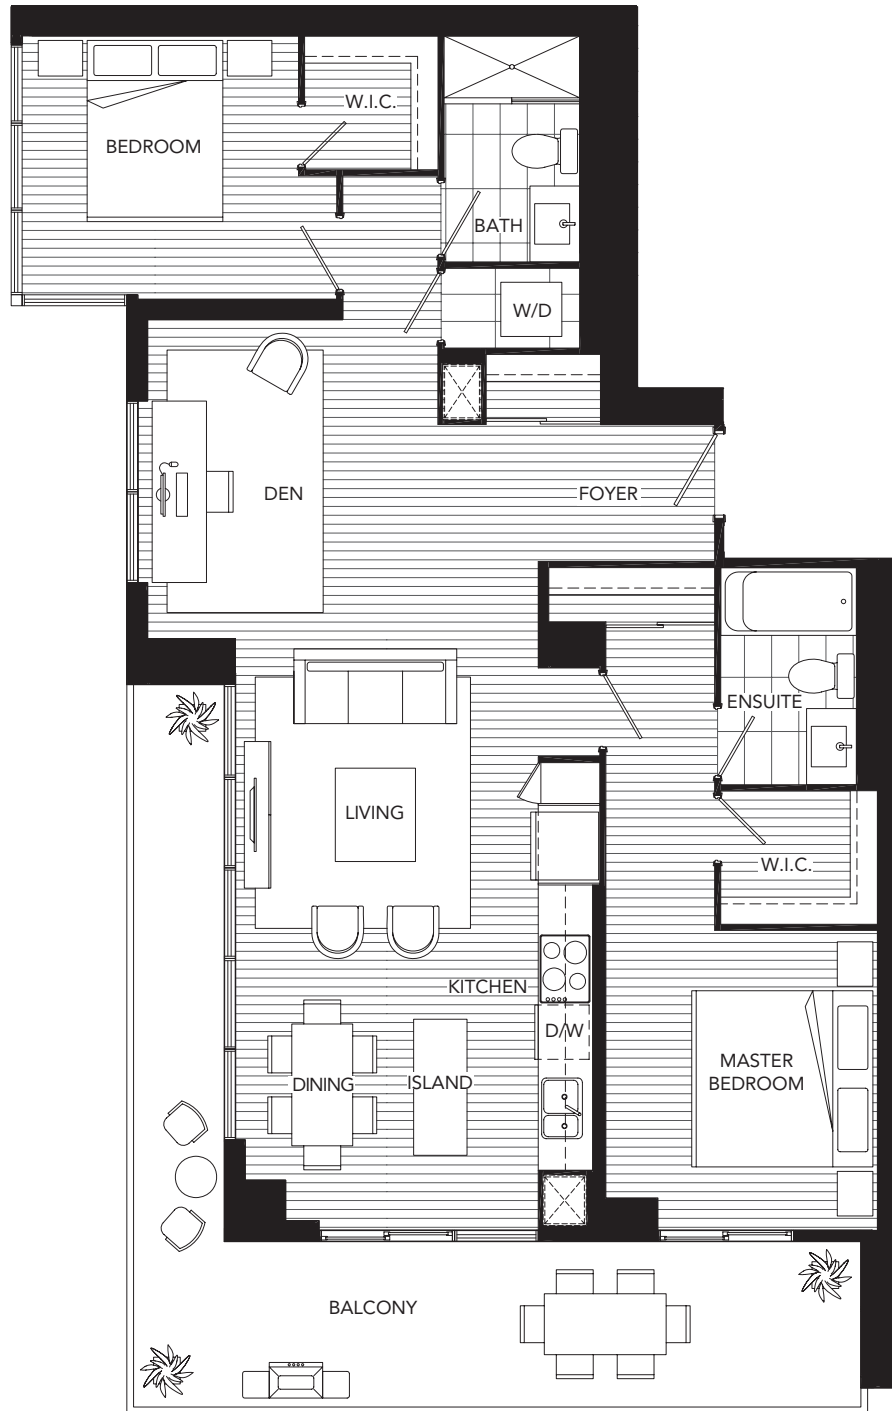 W.I.C.
BEDROOM
BATH
W/D
DEN
FOYER
ENSUITE
LIVING
W.I.C.
KITCHEN
D/W
MASTER
BEDROOM
DINING
ISLAND
BALCONY